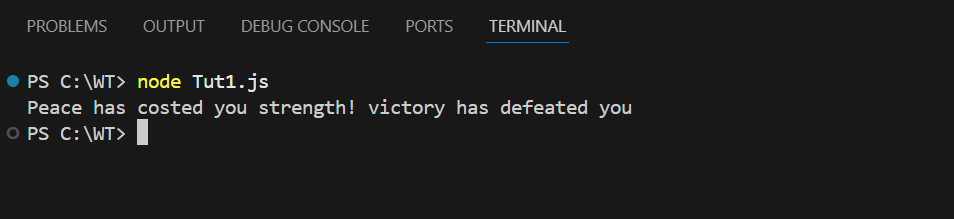 PROBLEMS OUTPUT DEBUG CONSOLE PORTS TERMINAL
PS C:\WT> node Tut1.js
Peace has costed you strength! victory has defeated you
PS C:\WT>